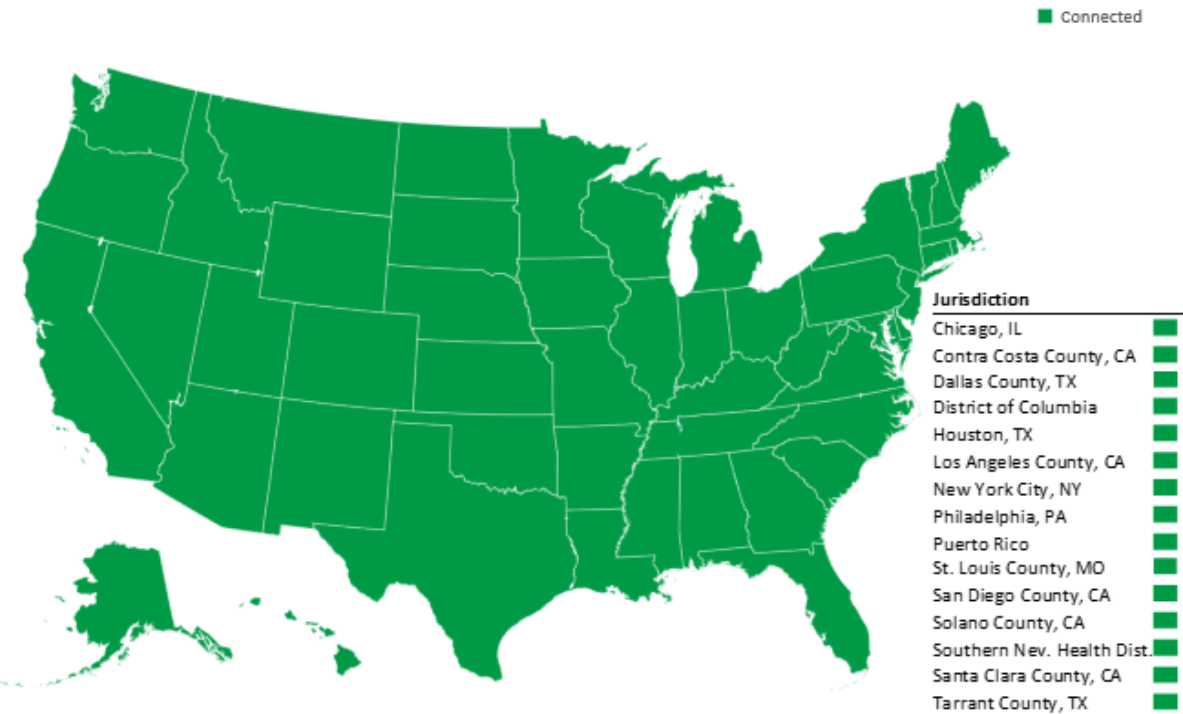 Connected
Jurisdiction
Chicago, IL
Contra Costa County, CA
Dallas County, TX
District of Columbia
Houston, TX
Los Angeles County, CA
New York City, NY
Philadelphia, PA
Puerto Rico
St. Louis County, MO
San Diego County, CA
Solano County, CA
Southern Nev. Health Dist.
Santa Clara County, CA
Tarrant County, TX